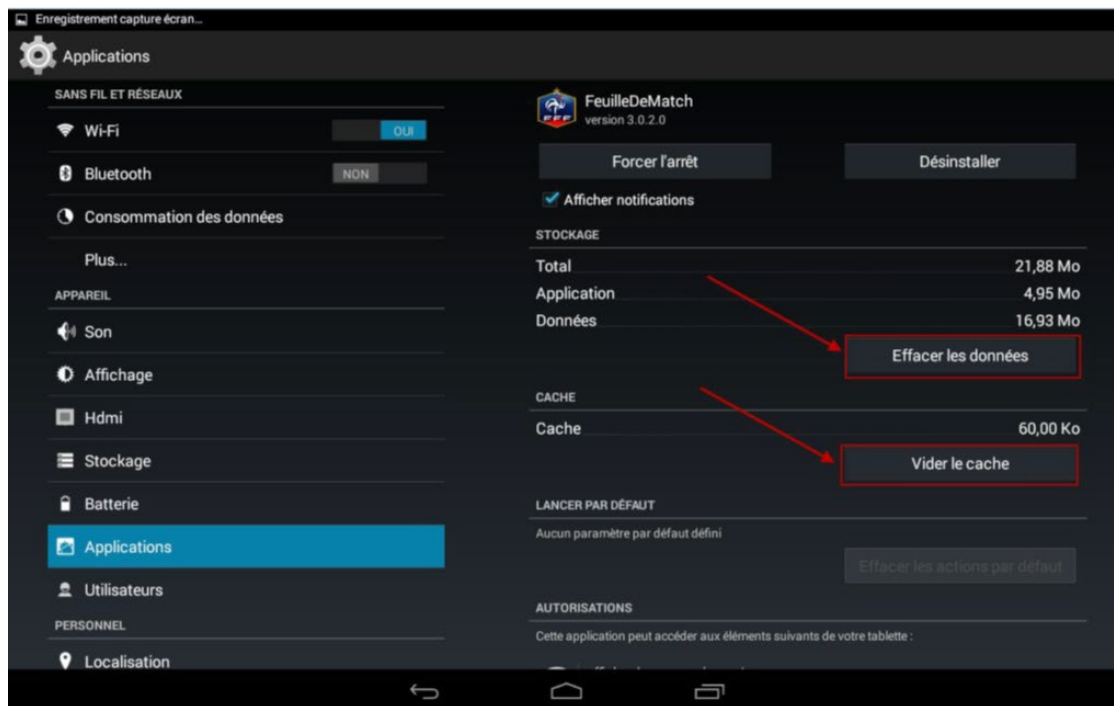 Enregistrement capture écran...
Applications
SANS FIL ET RÉSEAUX
Wi-Fi
OUI
Bluetooth
NON
Consommation des données
Plus...
APPAREIL
Son
Affichage
Hdmi
Stockage
Batterie
Applications
Utilisateurs
PERSONNEL
Localisation
FeuilleDeMatch
version 3.0.2.0
Forcer l'arrêt
Désinstaller
Afficher notifications
STOCKAGE
Total 21,88 Mo
Application 4,95 Mo
Données 16,93 Mo
Effacer les données
CACHE
Cache 60,00 Ko
Vider le cache
LANCER PAR DÉFAUT
Aucun paramètre par défaut défini
Effacer les actions par défaut
AUTORISATIONS
Cette application peut accéder aux éléments suivants de votre tablette :